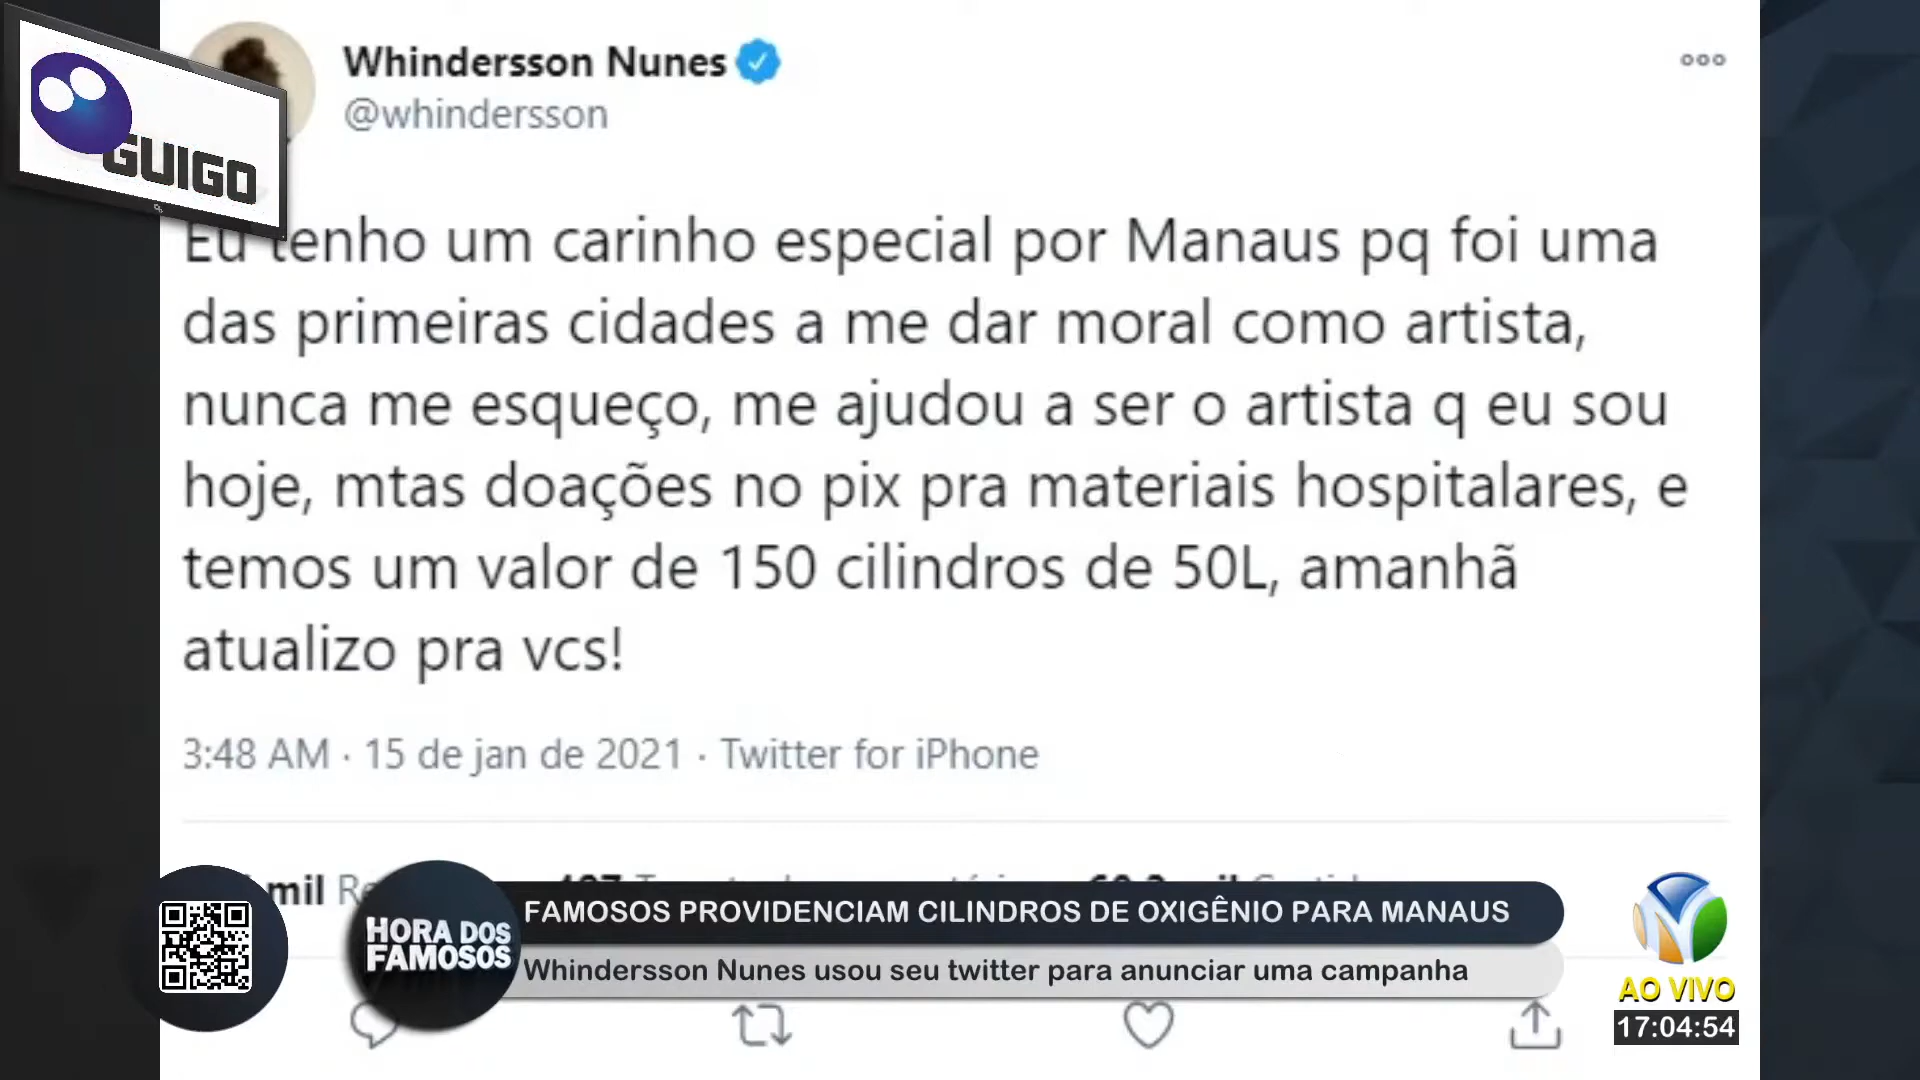 GUIGO
Whindersson Nunes
@whindersson
Eu tenho um carinho especial por Manaus pq foi uma
das primeiras cidades a me dar moral como artista,
nunca me esqueço, me ajudou a ser o artista q eu sou
hoje, mtas doações no pix pra materiais hospitalares, e
temos um valor de 150 cilindros de 50L, amanhã
atualizo pra vcs!
3:48 AM · 15 de jan de 2021 · Twitter for iPhone
mil
HORA DOS
FAMOSOS
FAMOSOS PROVIDENCIAM CILINDROS DE OXIGÊNIO PARA MANAUS
Whindersson Nunes usou seu twitter para anunciar uma campanha
AO VIVO
17:04:54